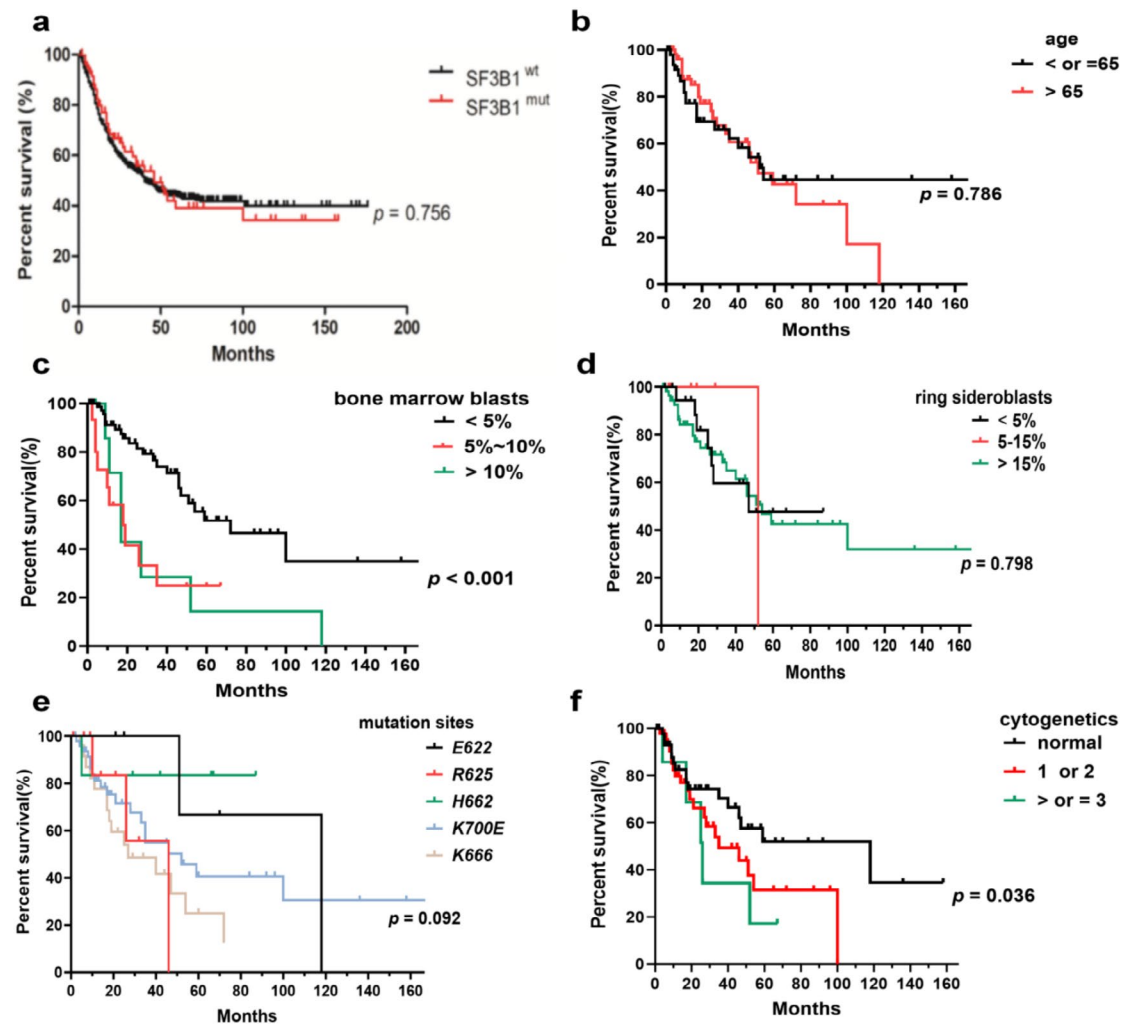 a
100
80
60
40
20
0
Percent survival (%)
SF3B1 wt
SF3B1 mut
p = 0.756
0 50 100 150 200
Months
b
100
80
60
40
20
0
Percent survival(%)
age
< or =65
> 65
p = 0.786
0 20 40 60 80 100 120 140 160
Months
c
100
80
60
40
20
0
Percent survival(%)
bone marrow blasts
< 5%
5%~10%
> 10%
p < 0.001
0 20 40 60 80 100 120 140 160
Months
d
100
80
60
40
20
0
Percent survival(%)
ring sideroblasts
< 5%
5-15%
> 15%
p = 0.798
0 20 40 60 80 100 120 140 160
Months
e
100
80
60
40
20
0
Percent survival(%)
mutation sites
E622
R625
H662
K700E
K666
p = 0.092
0 20 40 60 80 100 120 140 160
Months
f
100
80
60
40
20
0
Percent survival(%)
cytogenetics
normal
1 or 2
> or = 3
p = 0.036
0 20 40 60 80 100 120 140 160
Months